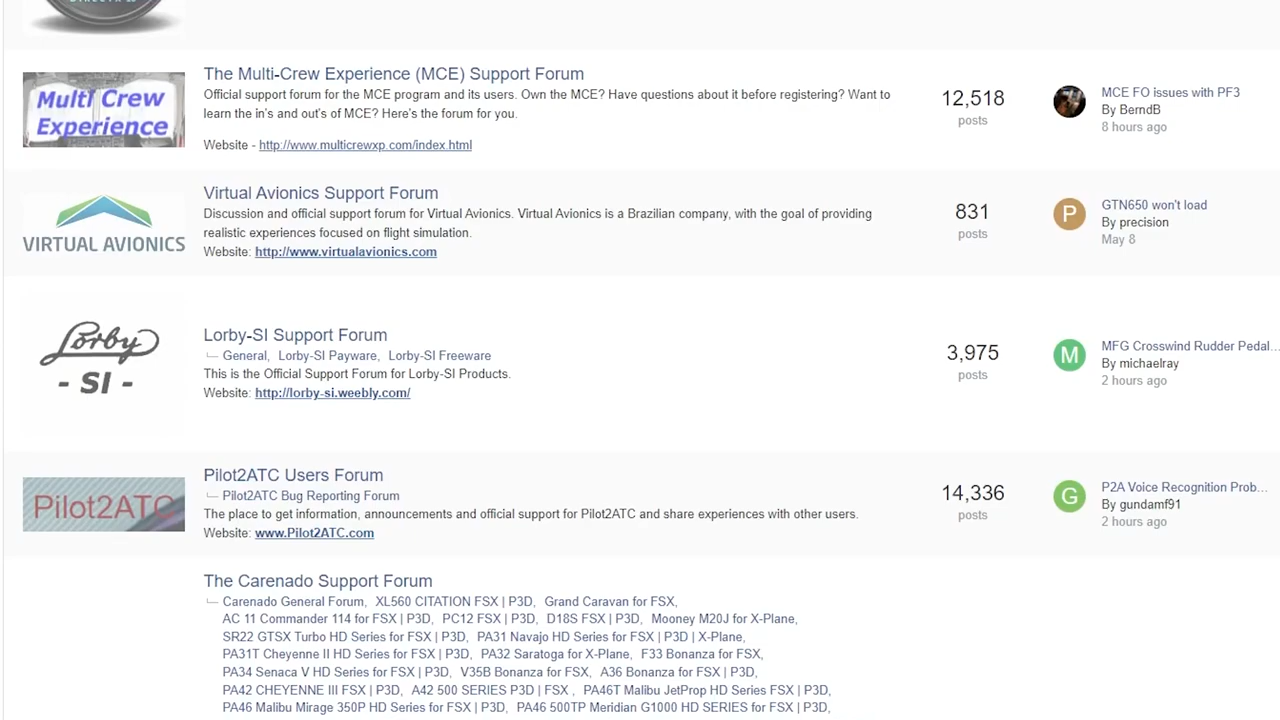 The Multi-Crew Experience (MCE) Support Forum
Official support forum for the MCE program and its users. Own the MCE? Have questions about it before registering? Want to
learn the in's and out's of MCE? Here's the forum for you.
Website - http://www.multicrewxp.com/index.html
Multi Crew
Experience
12,518
posts
MCE FO issues with PF3
By BerndB
8 hours ago
VIRTUAL AVIONICS
Virtual Avionics Support Forum
Discussion and official support forum for Virtual Avionics. Virtual Avionics is a Brazilian company, with the goal of providing
realistic experiences focused on flight simulation.
Website: http://www.virtualavionics.com
831
posts
P
GTN650 won't load
By precision
May 8
Lorby
- SI -
Lorby-SI Support Forum
General, Lorby-SI Payware, Lorby-SI Freeware
This is the Official Support Forum for Lorby-SI Products.
Website: http://lorby-si.weebly.com/
3,975
posts
M
MFG Crosswind Rudder Pedal...
By michaelray
2 hours ago
Pilot2ATC
Pilot2ATC Users Forum
Pilot2ATC Bug Reporting Forum
The place to get information, announcements and official support for Pilot2ATC and share experiences with other users.
Website: www.Pilot2ATC.com
14,336
posts
G
P2A Voice Recognition Prob...
By gundamf91
2 hours ago
The Carenado Support Forum
Carenado General Forum, XL560 CITATION FSX | P3D, Grand Caravan for FSX,
AC 11 Commander 114 for FSX | P3D, PC12 FSX | P3D, D18S FSX | P3D, Mooney M20J for X-Plane,
SR22 GTSX Turbo HD Series for FSX | P3D, PA31 Navajo HD Series for FSX | P3D | X-Plane,
PA31T Cheyenne II HD Series for FSX | P3D, PA32 Saratoga for X-Plane, F33 Bonanza for FSX,
PA34 Senaca V HD Series for FSX | P3D, V35B Bonanza for FSX, A36 Bonanza for FSX | P3D,
PA42 CHEYENNE III FSX | P3D, A42 500 SERIES P3D | FSX , PA46T Malibu JetProp HD Series FSX | P3D,
PA46 Malibu Mirage 350P HD Series for FSX | P3D, PA46 500TP Meridian G1000 HD SERIES for FSX | P3D,